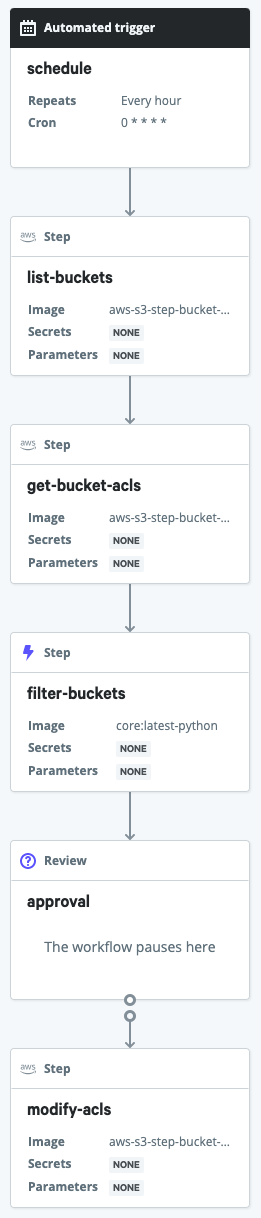 Automated trigger
schedule
Repeats Every hour
Cron 0 * * * *
aws Step
list-buckets
Image aws-s3-step-bucket-...
Secrets NONE
Parameters NONE
aws Step
get-bucket-acls
Image aws-s3-step-bucket-...
Secrets NONE
Parameters NONE
Step
filter-buckets
Image core:latest-python
Secrets NONE
Parameters NONE
Review
approval
The workflow pauses here
aws Step
modify-acls
Image aws-s3-step-bucket-...
Secrets NONE
Parameters NONE